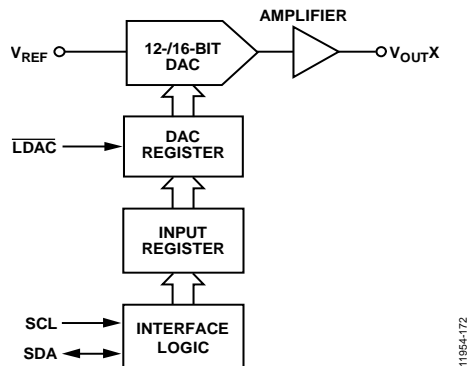 AMPLIFIER
VREF
12-/16-BIT
DAC
VOUTX
LDAC
DAC
REGISTER
INPUT
REGISTER
SCL
SDA
INTERFACE
LOGIC
11954-172